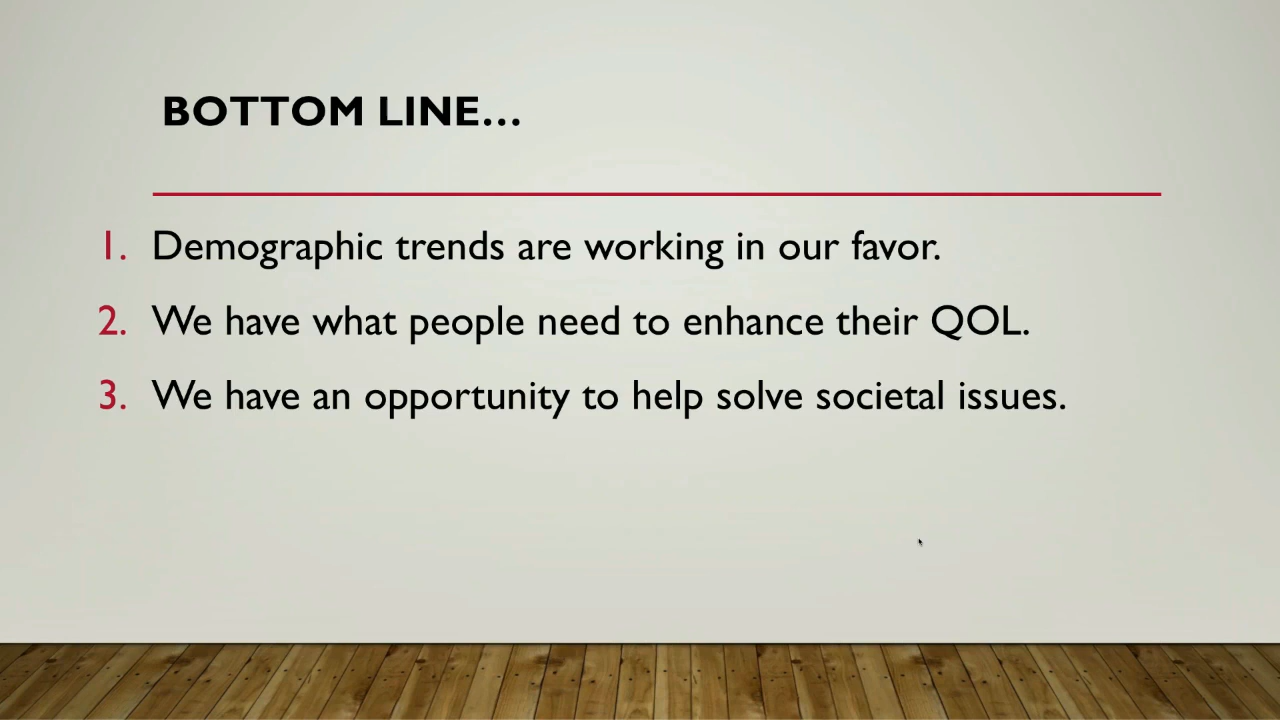 BOTTOM LINE…
1. Demographic trends are working in our favor.
2. We have what people need to enhance their QOL.
3. We have an opportunity to help solve societal issues.